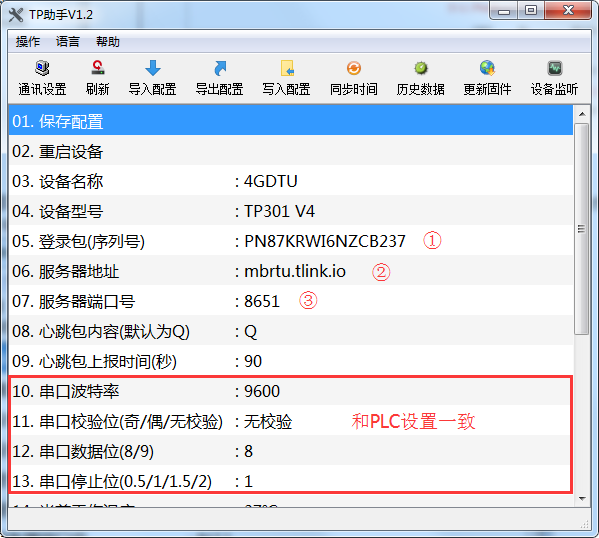 TP助手V1.2
操作 语言 帮助
通讯设置 刷新 导入配置 导出配置 写入配置 同步时间 历史数据 更新固件 设备监听
01. 保存配置
02. 重启设备
03. 设备名称 : 4GDTU
04. 设备型号 : TP301 V4
05. 登录包(序列号) : PN87KRWI6NZCB237 ①
06. 服务器地址 : mbrtu.tlink.io ②
07. 服务器端口号 : 8651 ③
08. 心跳包内容(默认为Q) : Q
09. 心跳包上报时间(秒) : 90
10. 串口波特率 : 9600
11. 串口校验位(奇/偶/无校验) : 无校验 和PLC设置一致
12. 串口数据位(8/9) : 8
13. 串口停止位(0.5/1/1.5/2) : 1